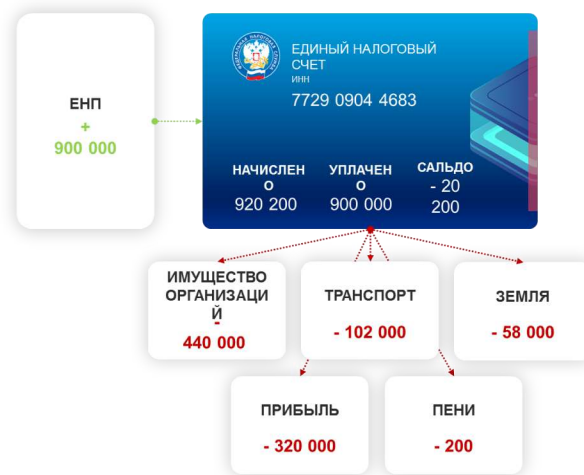 ЕНП
+
900 000
ЕДИНЫЙ НАЛОГОВЫЙ
СЧЕТ
ИНН
7729 0904 4683
НАЧИСЛЕН
О
920 200
УПЛАЧЕН
О
900 000
САЛЬДО
- 20
200
ИМУЩЕСТВО
ОРГАНИЗАЦИ
Й
-
440 000
ТРАНСПОРТ
- 102 000
ЗЕМЛЯ
- 58 000
ПРИБЫЛЬ
- 320 000
ПЕНИ
- 200